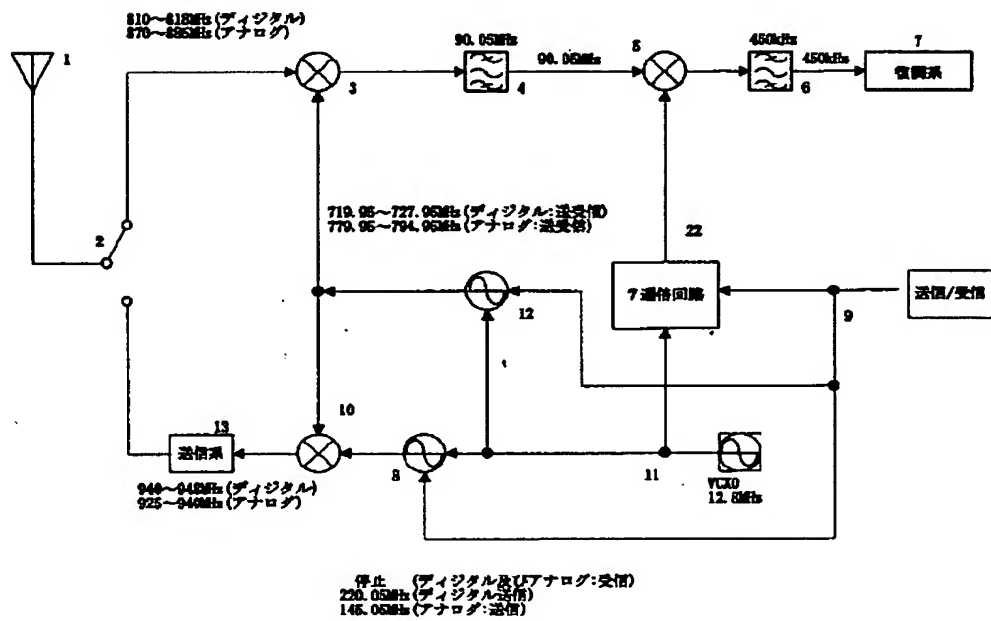 810～818MHz(ディジタル)
870～885MHz(アナログ)
1
2
3
90.05MHz
4
90.05MHz
5
450kHz
6
450kHz
7
復調系
719.95～727.95MHz(ディジタル:送受信)
779.95～794.95MHz(アナログ:送受信)
22
7逓倍回路
12
送信/受信
9
10
13
送信系
8
11
VCXO
12.8MHz
940～948MHz(ディジタル)
925～940MHz(アナログ)
停止 (ディジタル及びアナログ:受信)
220.05MHz(ディジタル送信)
145.05MHz(アナログ:送信)